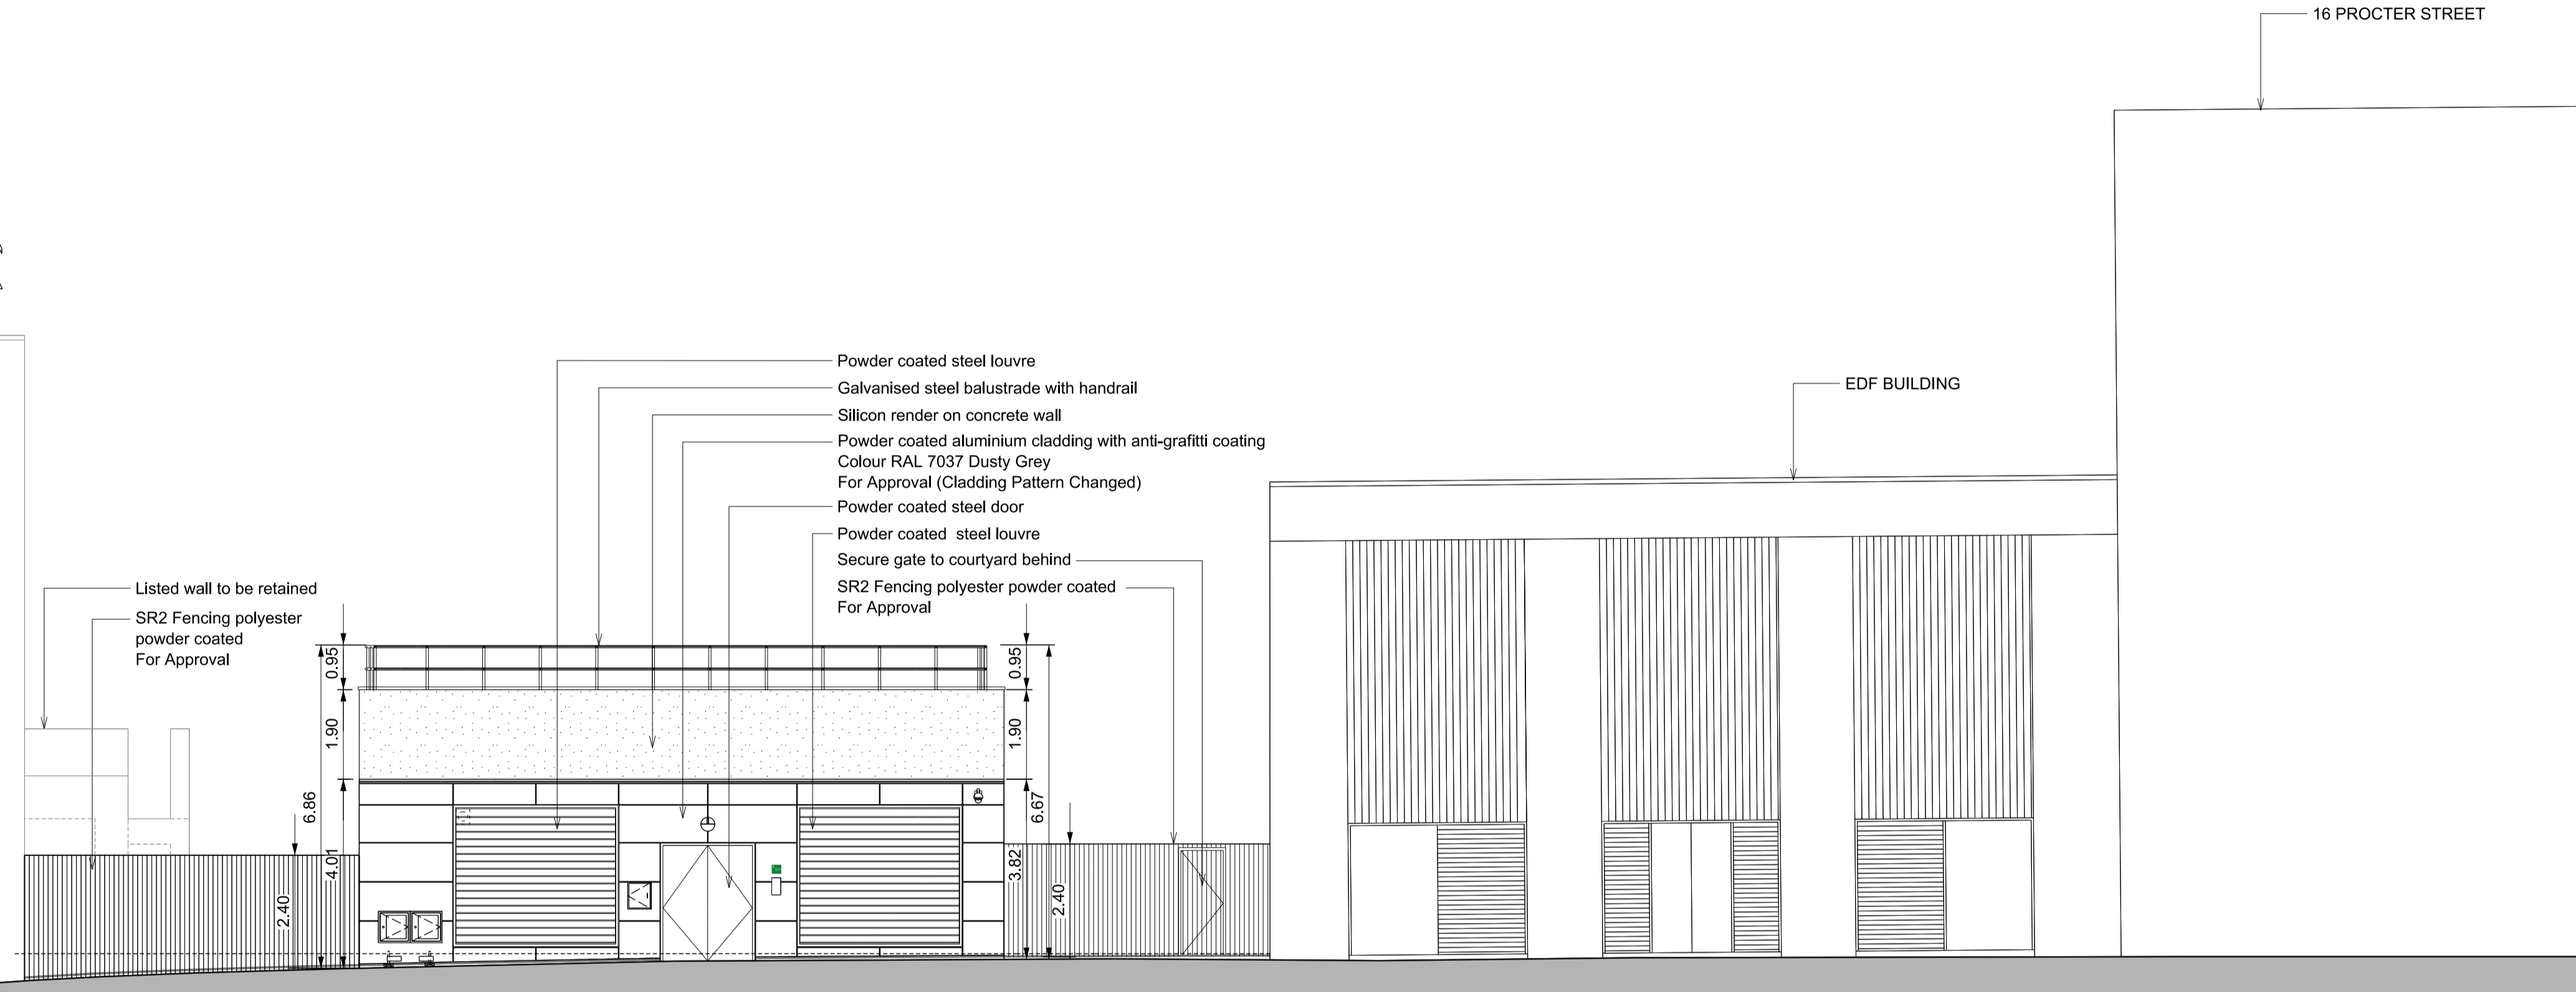 16 PROCTER STREET
Powder coated steel louvre
Galvanised steel balustrade with handrail
EDF BUILDING
Silicon render on concrete wall
Powder coated aluminium cladding with anti-grafitti coating
Colour RAL 7037 Dusty Grey
For Approval (Cladding Pattern Changed)
Powder coated steel door
Powder coated  steel louvre
Secure gate to courtyard behind
SR2 Fencing polyester powder coated
For Approval
Listed wall to be retained
SR2 Fencing polyester
powder coated
For Approval
0.95
1.90
6.86
4.01
2.40
0.95
1.90
6.67
3.82
2.40